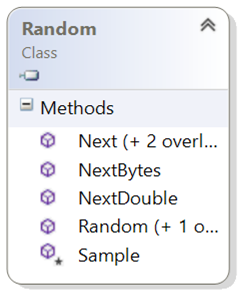 Random
Class
Methods
Next (+ 2 overl...
NextBytes
NextDouble
Random (+ 1 o...
Sample